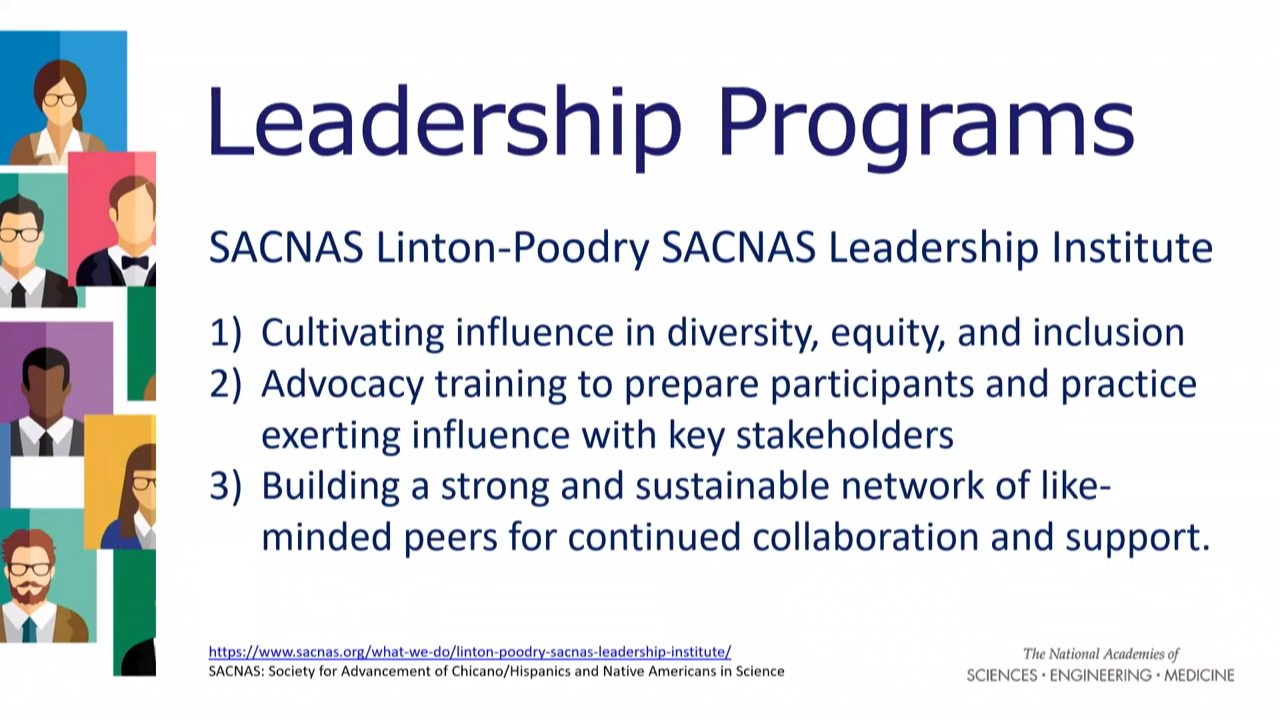 Leadership Programs
SACNAS Linton-Poodry SACNAS Leadership Institute
1) Cultivating influence in diversity, equity, and inclusion
2) Advocacy training to prepare participants and practice
exerting influence with key stakeholders
3) Building a strong and sustainable network of like-
minded peers for continued collaboration and support.
https://www.sacnas.org/what-we-do/linton-poodry-sacnas-leadership-institute/
SACNAS: Society for Advancement of Chicano/Hispanics and Native Americans in Science
The National Academies of
SCIENCES · ENGINEERING · MEDICINE